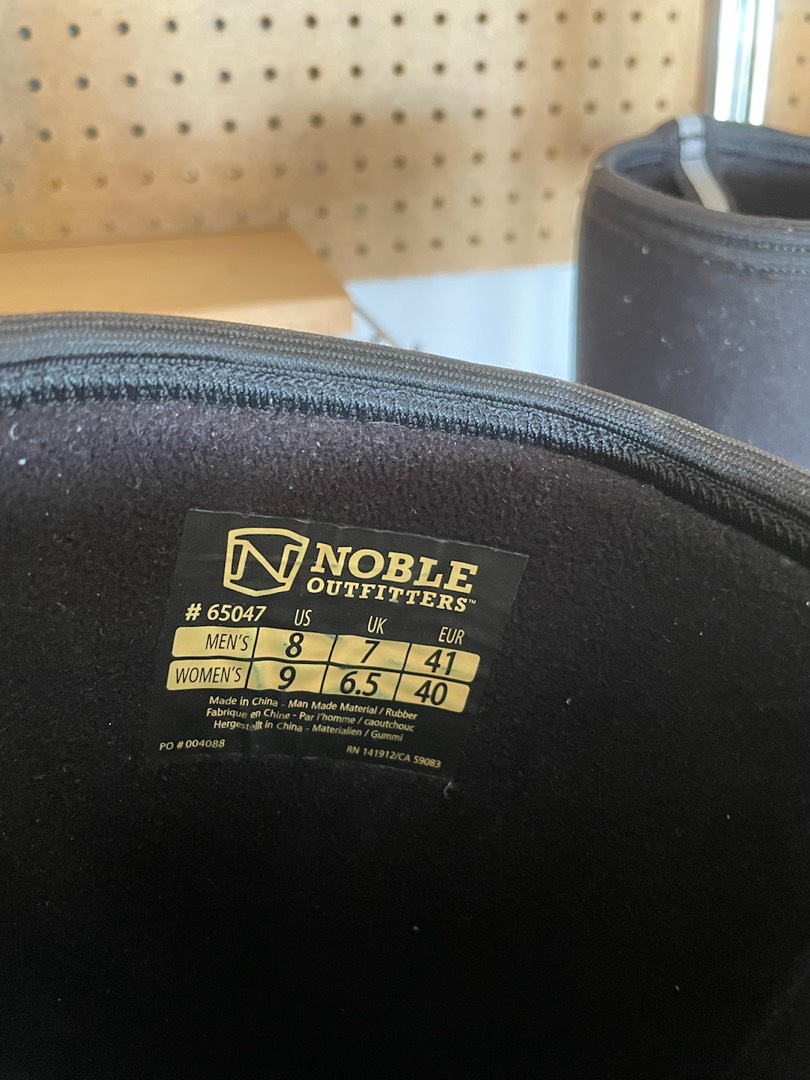 N NOBLE
OUTFITTERS™
# 65047 US UK EUR
MEN'S 8 7 41
WOMEN'S 9 6.5 40
Made in China - Man Made Material / Rubber
Fabrique en Chine - Par l'homme / caoutchouc
Hergestellt in China - Materialien / Gummi
PO # 004088 RN 141912/CA 59083